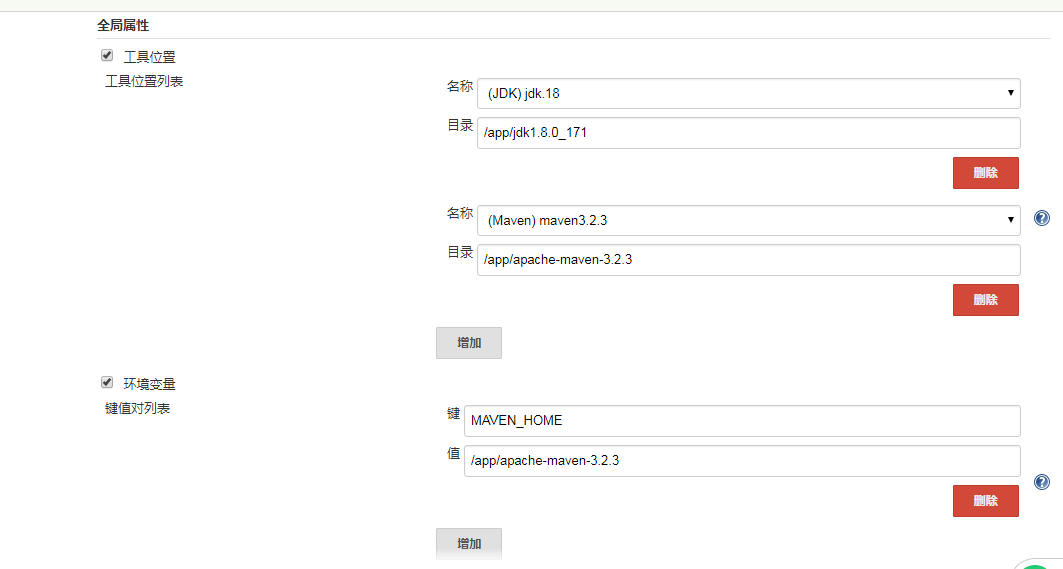 全局属性
工具位置
工具位置列表
名称 (JDK) jdk.18
目录 /app/jdk1.8.0_171
删除
名称 (Maven) maven3.2.3
目录 /app/apache-maven-3.2.3
删除
增加
环境变量
键值对列表
键 MAVEN_HOME
值 /app/apache-maven-3.2.3
删除
增加